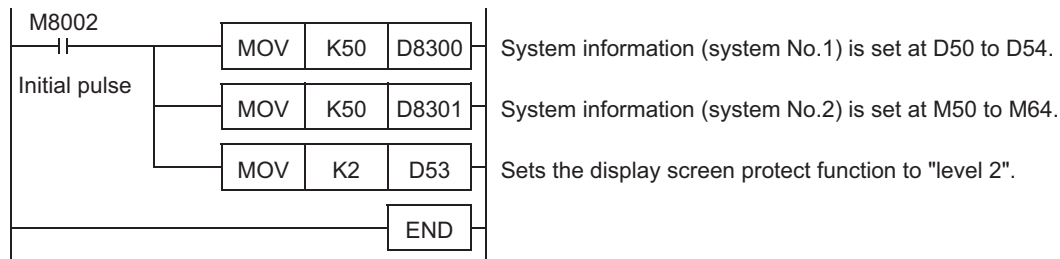 M8002
MOV K50 D8300 System information (system No.1) is set at D50 to D54.
Initial pulse
MOV K50 D8301 System information (system No.2) is set at M50 to M64.
MOV K2 D53 Sets the display screen protect function to "level 2".
END